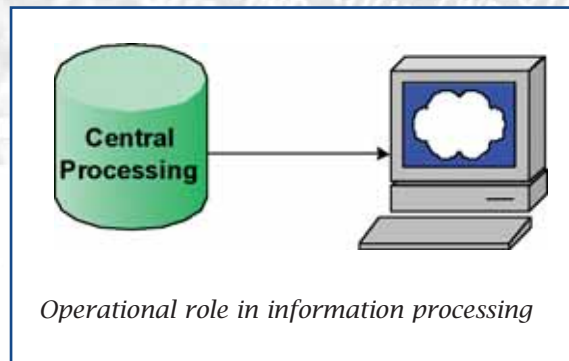 Central
Processing
Operational role in information processing